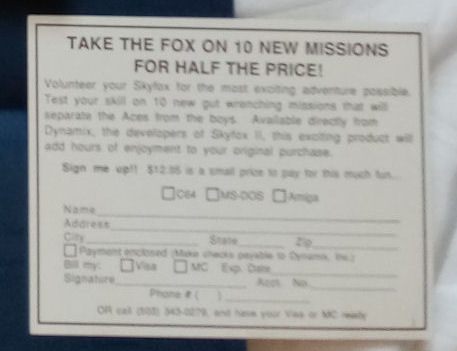 TAKE THE FOX ON 10 NEW MISSIONS
FOR HALF THE PRICE!
Volunteer your Skyfox for the most exciting adventure possible.
Test your skill on 10 new gut wrenching missions that will
separate the Aces from the boys. Available directly from
Dynamix, the developers of Skyfox II, this exciting product will
add hours of enjoyment to your original purchase.
Sign me up!! $12.95 is a small price to pay for this much fun...
C64 MS-DOS Amiga
Name
Address
City State Zip
Payment enclosed (Make checks payable to Dynamix, Inc.)
Bill my: Visa MC Exp. Date
Signature Acct. No.
Phone # ( )
OR call (503) 343-0279, and have your Visa or MC ready